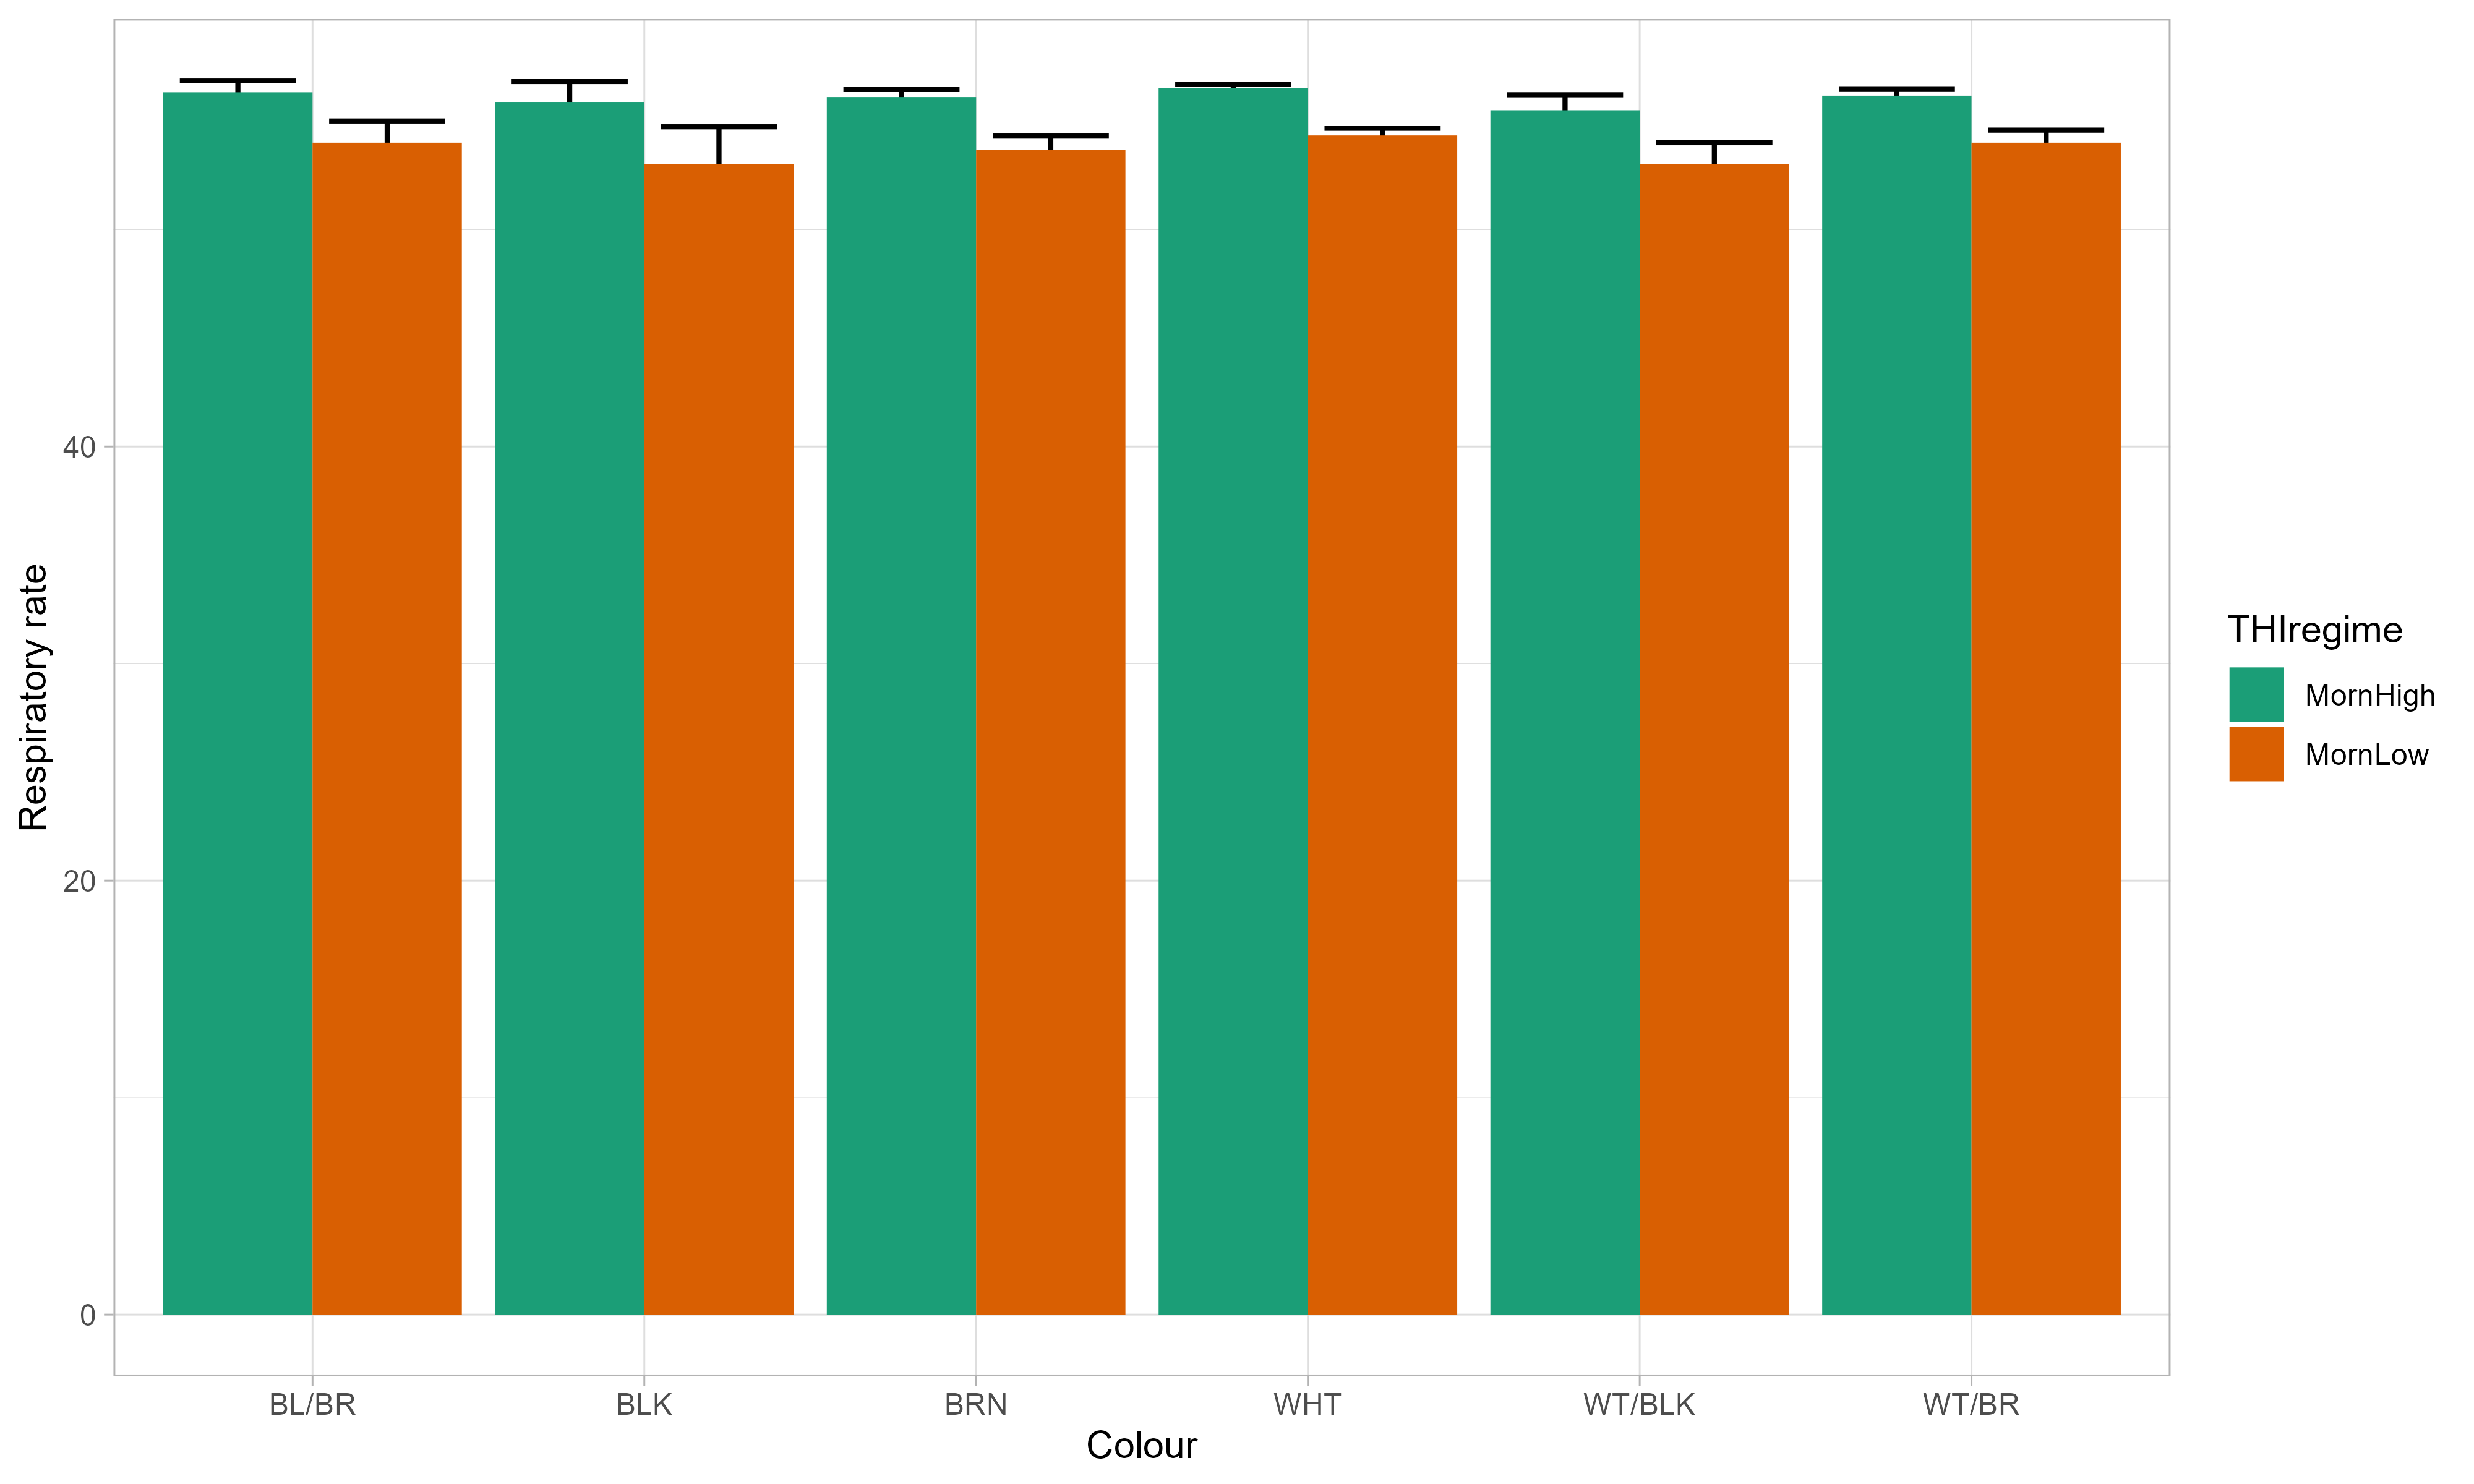 40
20
0
Respiratory rate
BL/BR
BLK
BRN
WHT
WT/BLK
WT/BR
Colour
THIregime
MornHigh
MornLow